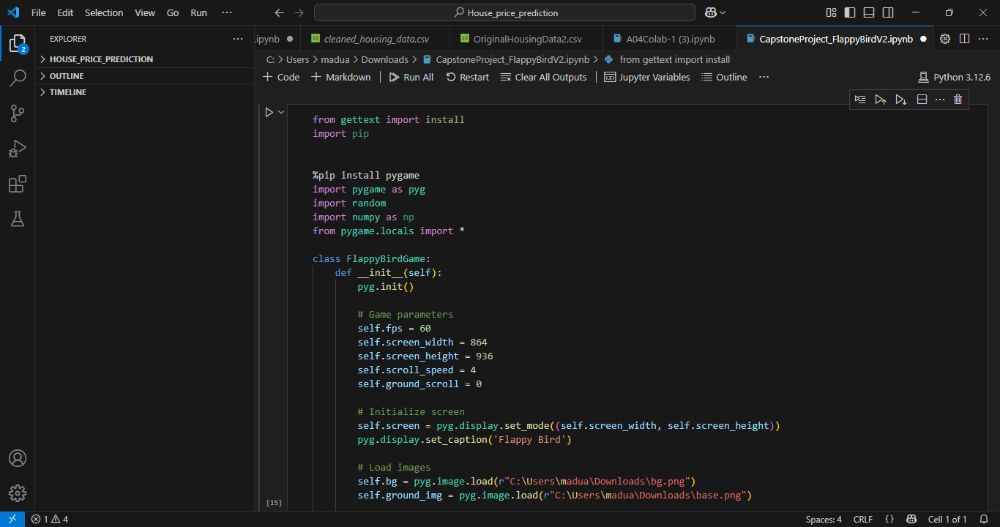 File Edit Selection View Go Run ··· House_price_prediction
EXPLORER ···
HOUSE_PRICE_PREDICTION
OUTLINE
TIMELINE
2
.ipynb cleaned_housing_data.csv OriginalHousingData2.csv A04Colab-1 (3).ipynb CapstoneProject_FlappyBirdV2.ipynb ···
C: > Users > madua > Downloads > CapstoneProject_FlappyBirdV2.ipynb > from gettext import install
+ Code + Markdown | Run All Restart Clear All Outputs | Jupyter Variables Outline ··· Python 3.12.6
from gettext import install
import pip
%pip install pygame
import pygame as pyg
import random
import numpy as np
from pygame.locals import *
class FlappyBirdGame:
def __init__(self):
pyg.init()
# Game parameters
self.fps = 60
self.screen_width = 864
self.screen_height = 936
self.scroll_speed = 4
self.ground_scroll = 0
# Initialize screen
self.screen = pyg.display.set_mode((self.screen_width, self.screen_height))
pyg.display.set_caption('Flappy Bird')
# Load images
self.bg = pyg.image.load(r"C:\Users\madua\Downloads\bg.png")
self.ground_img = pyg.image.load(r"C:\Users\madua\Downloads\base.png")
[15]
1 4 Spaces: 4 CRLF {} Cell 1 of 1